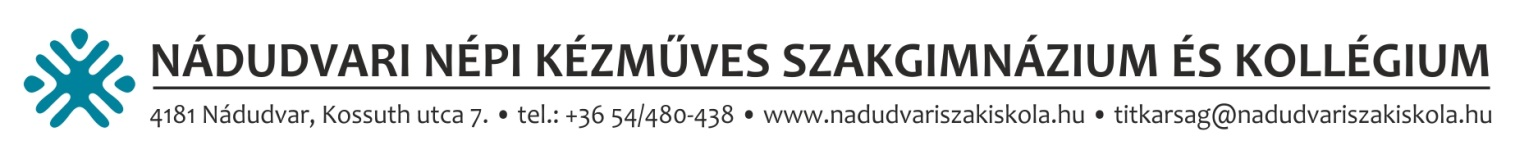 NÁDUDVARI NÉPI KÉZMŰVES SZAKGIMNÁZIUM ÉS KOLLÉGIUM
4181 Nádudvar, Kossuth utca 7. • tel.: +36 54/480-438 • www.nadudvariszakiskola.hu • titkarsag@nadudvariszakiskola.hu